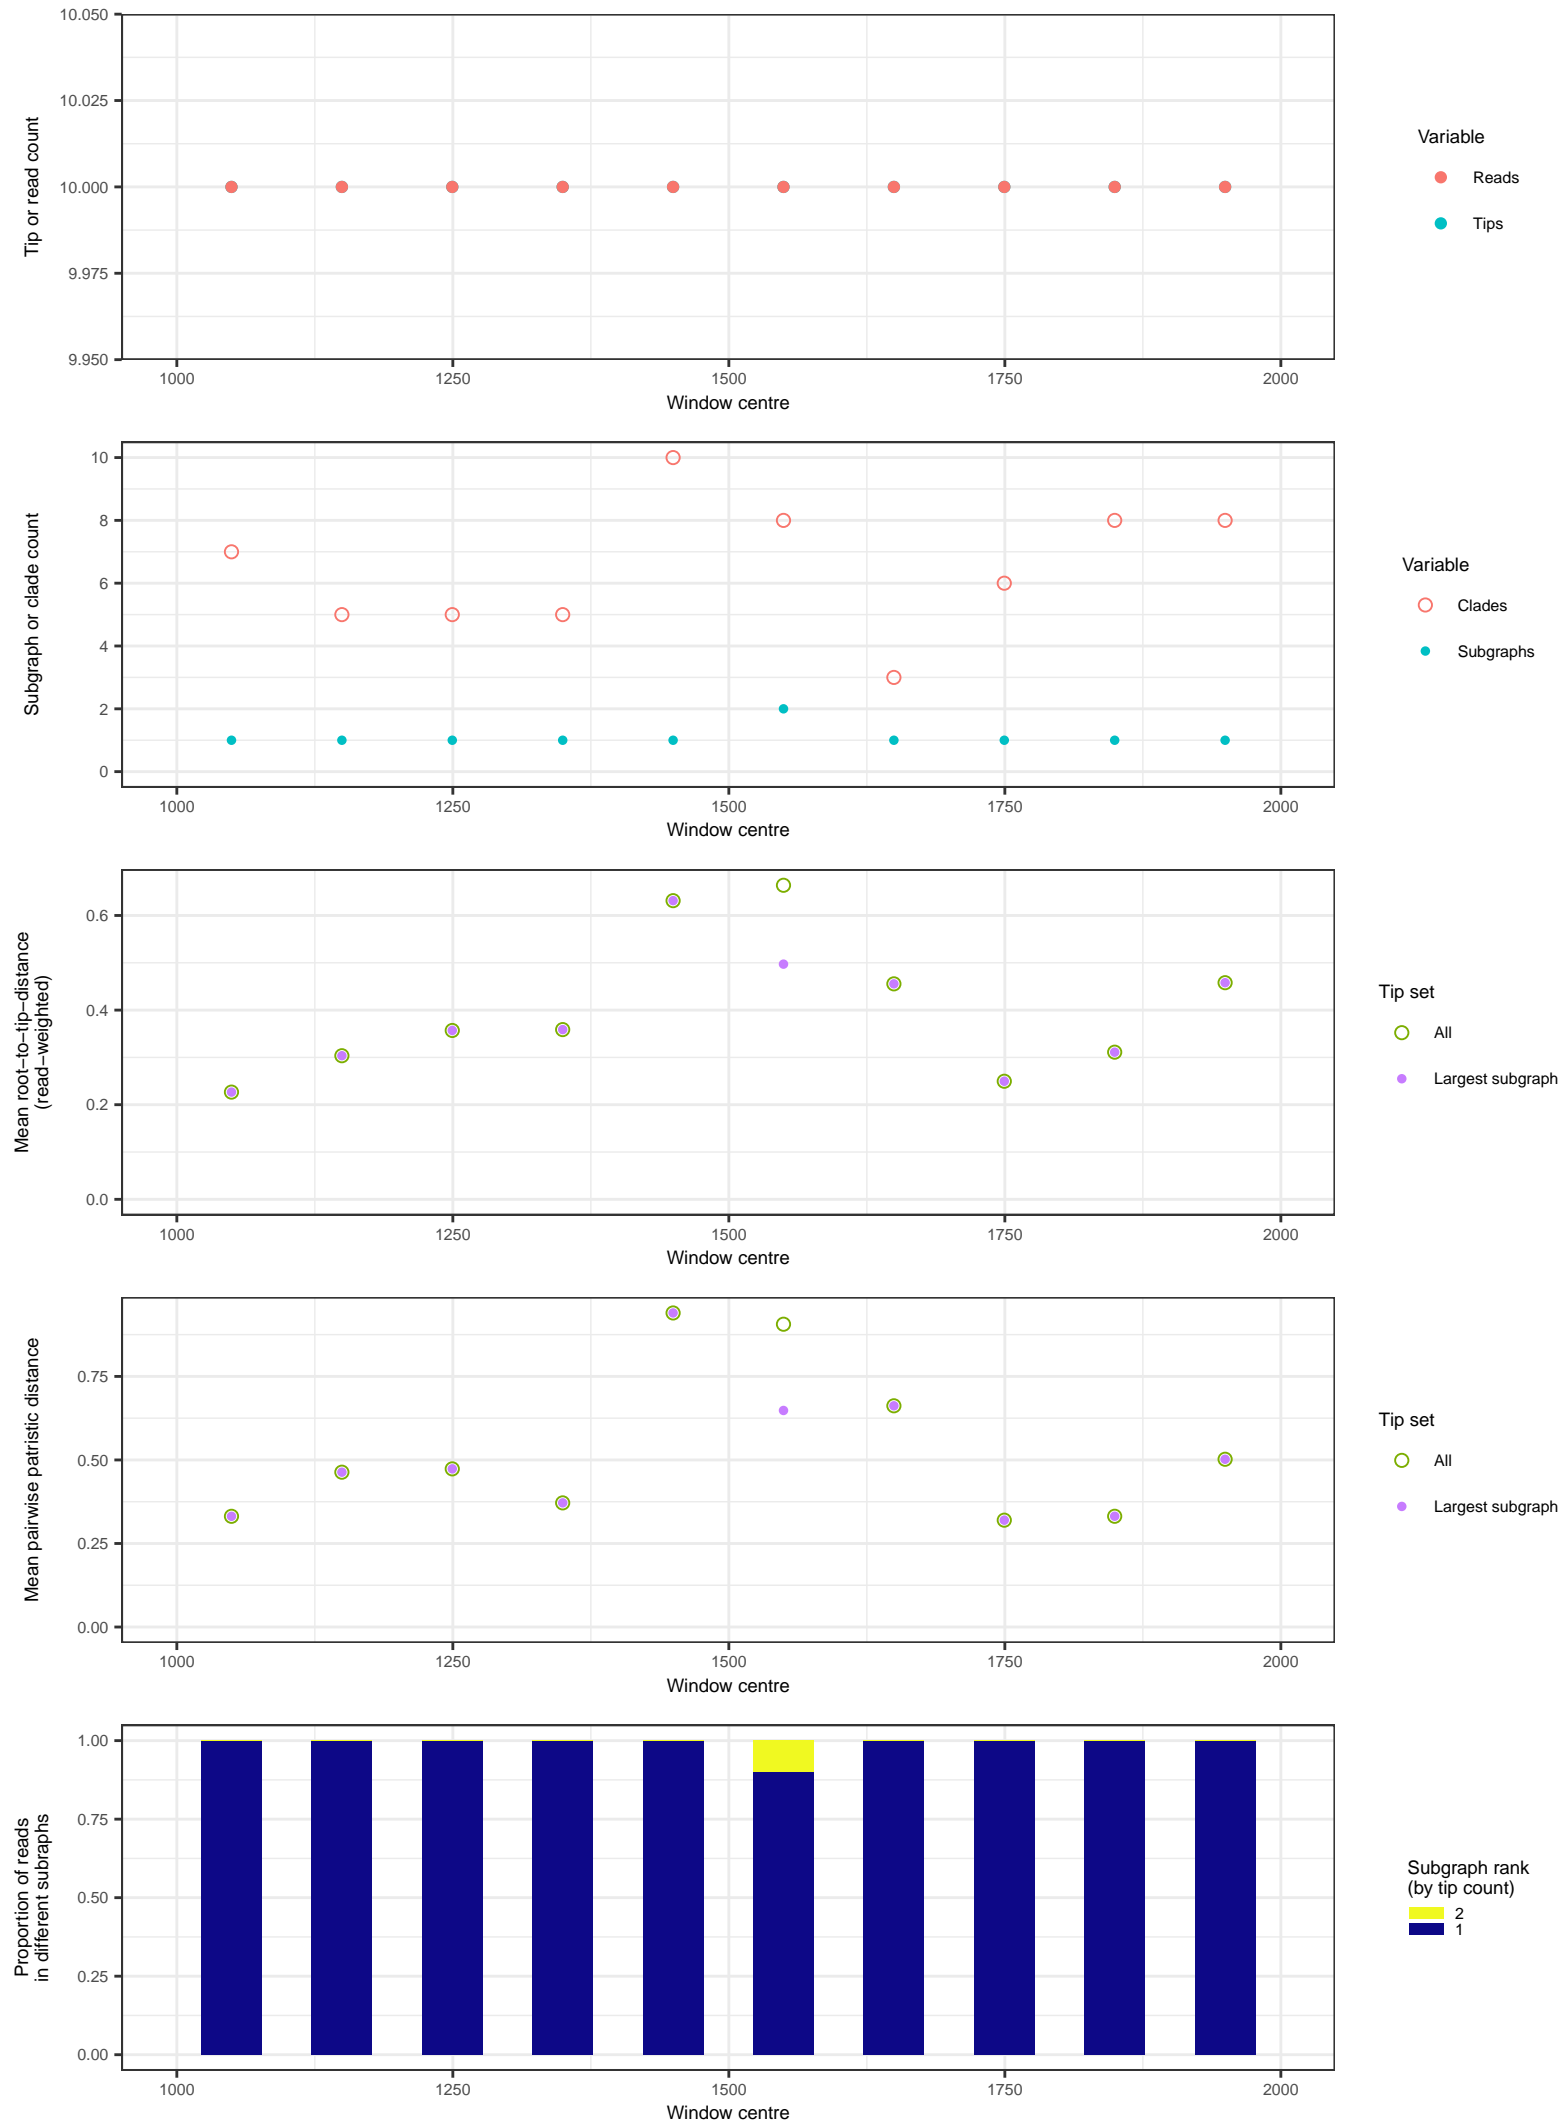 10.050
10.025
10.000
9.975
9.950
Tip or read count
1000 1250 1500 1750 2000
Window centre
Variable
Reads
Tips
10
8
6
4
2
0
Subgraph or clade count
1000 1250 1500 1750 2000
Window centre
Variable
Clades
Subgraphs
0.6
0.4
0.2
0.0
Mean root−to−tip−distance
(read−weighted)
1000 1250 1500 1750 2000
Window centre
Tip set
All
Largest subgraph
0.75
0.50
0.25
0.00
Mean pairwise patristic distance
1000 1250 1500 1750 2000
Window centre
Tip set
All
Largest subgraph
1.00
0.75
0.50
0.25
0.00
Proportion of reads
in different subraphs
1000 1250 1500 1750 2000
Window centre
Subgraph rank
(by tip count)
2
1